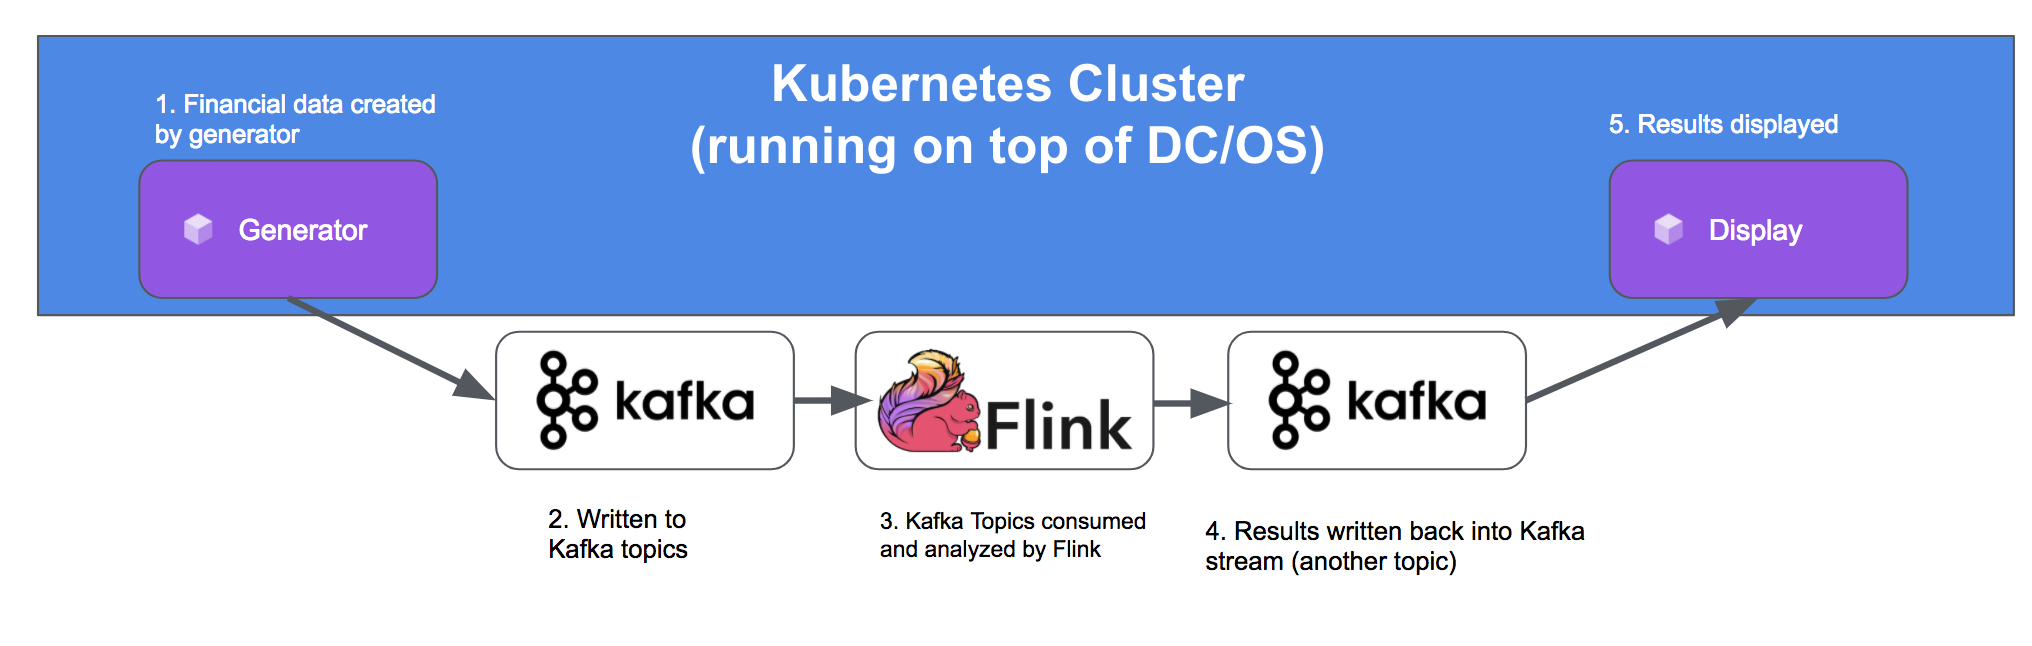 Kubernetes Cluster
(running on top of DC/OS)
1. Financial data created
by generator
Generator
5. Results displayed
Display
kafka
Flink
kafka
2. Written to
Kafka topics
3. Kafka Topics consumed
and analyzed by Flink
4. Results written back into Kafka
stream (another topic)